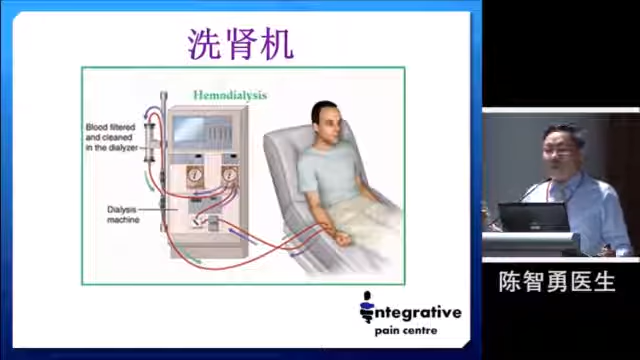 洗肾机
Hemodialysis
Blood filtered
and cleaned
in the dialyzer
Dialysis
machine
integrative
pain centre
陈智勇医生